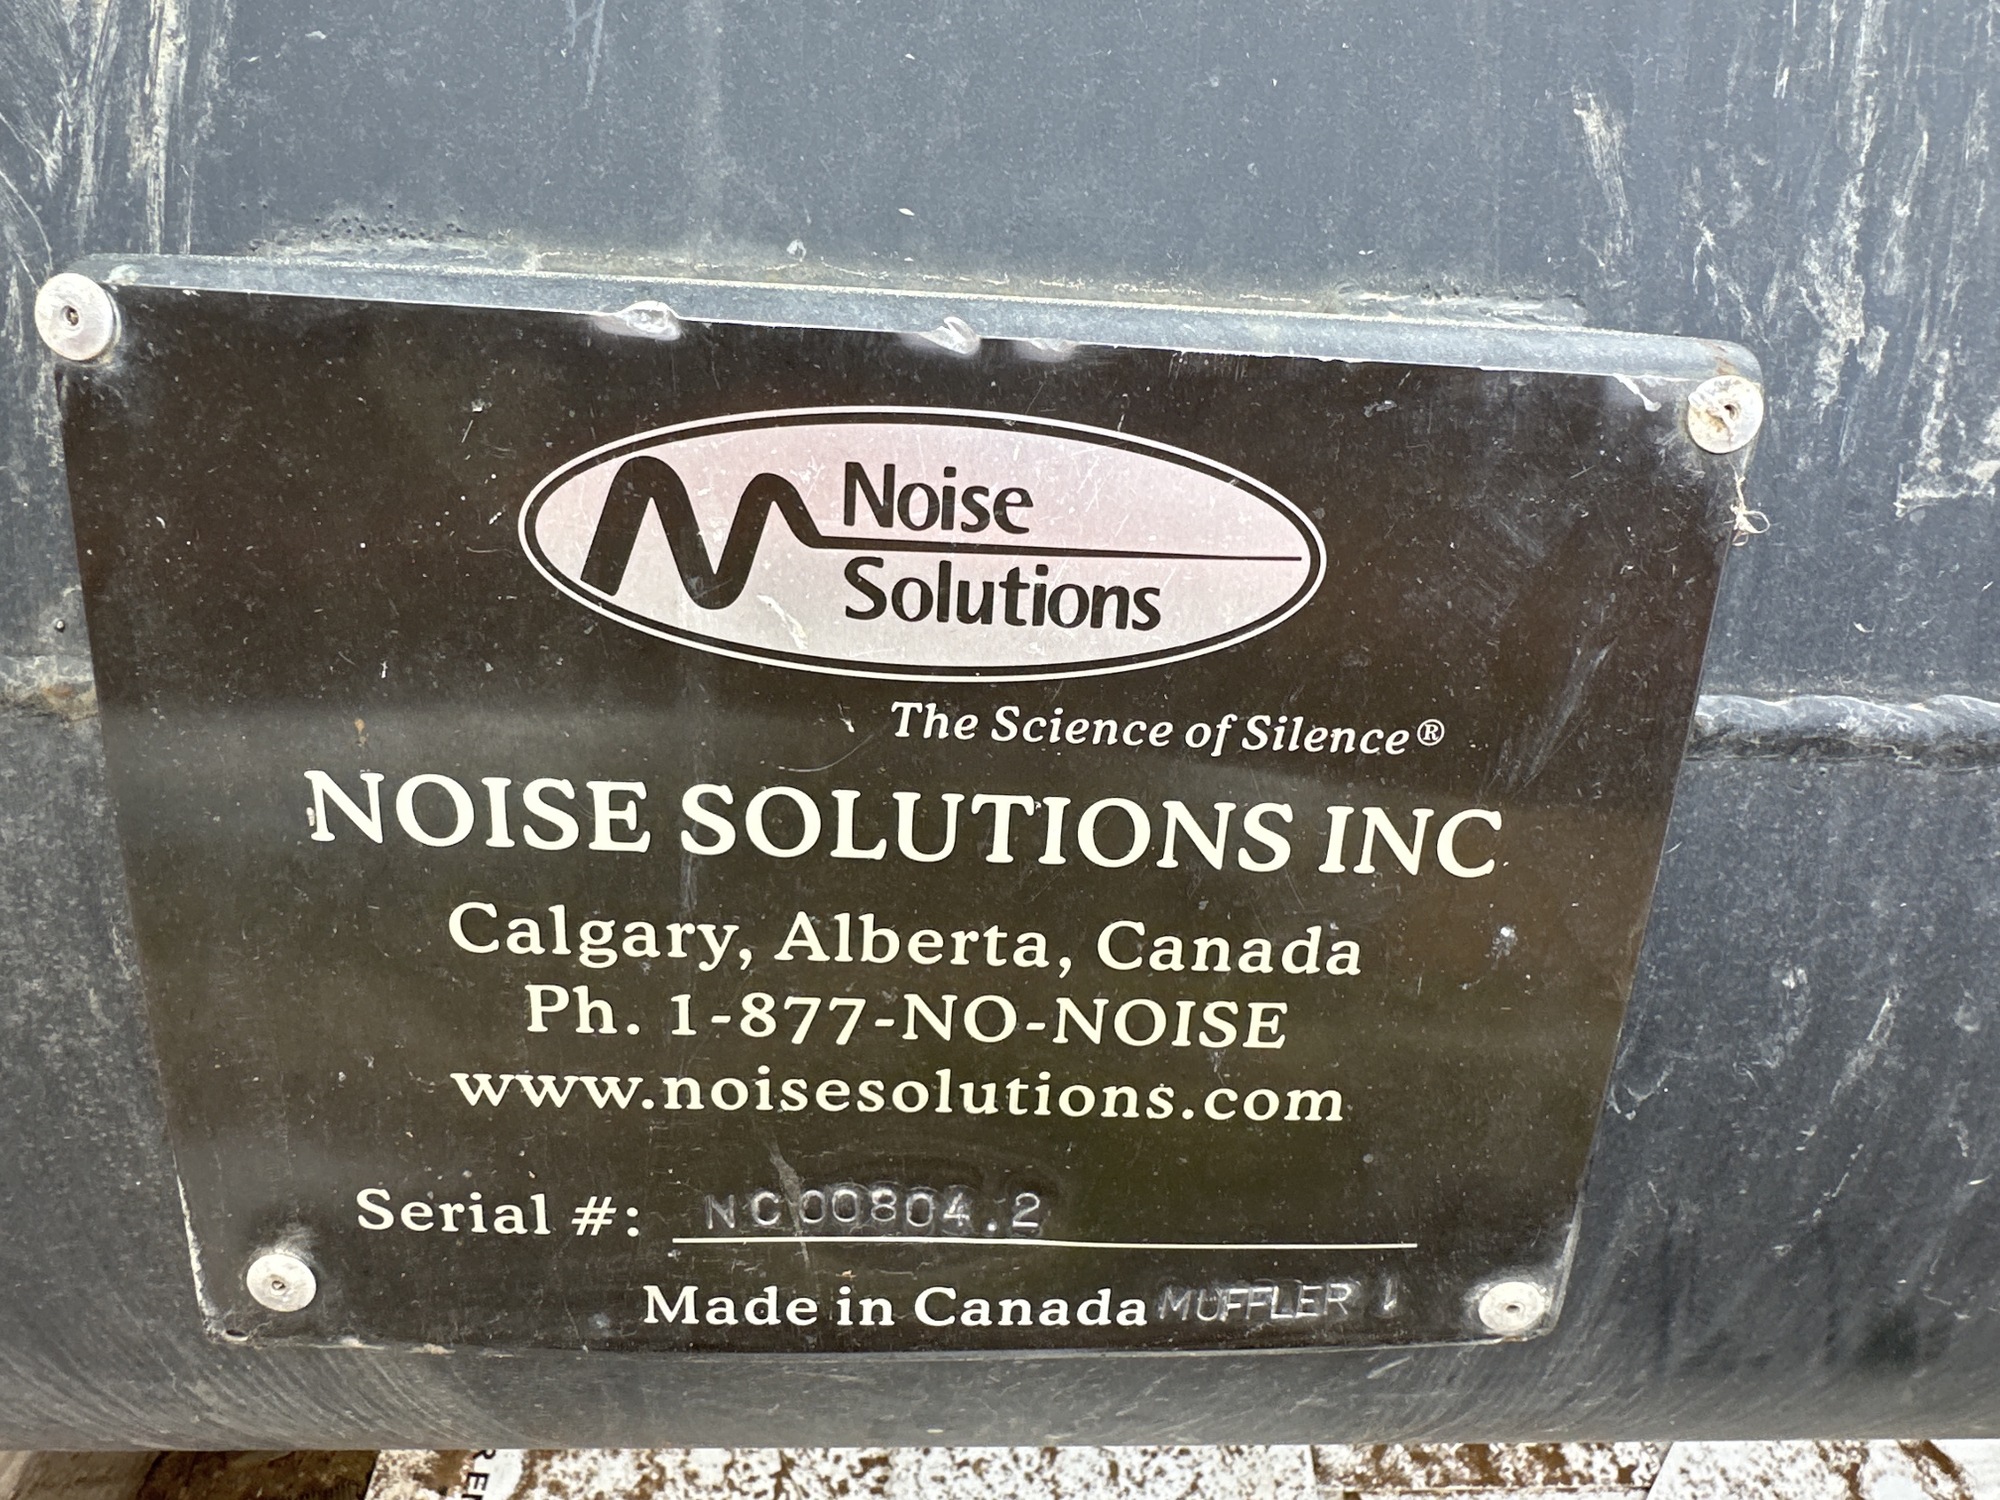 Noise
Solutions
The Science of Silence®
NOISE SOLUTIONS INC
Calgary, Alberta, Canada
Ph. 1-877-NO-NOISE
www.noisesolutions.com
Serial #: NC00804.2
Made in Canada MUFFLER 1